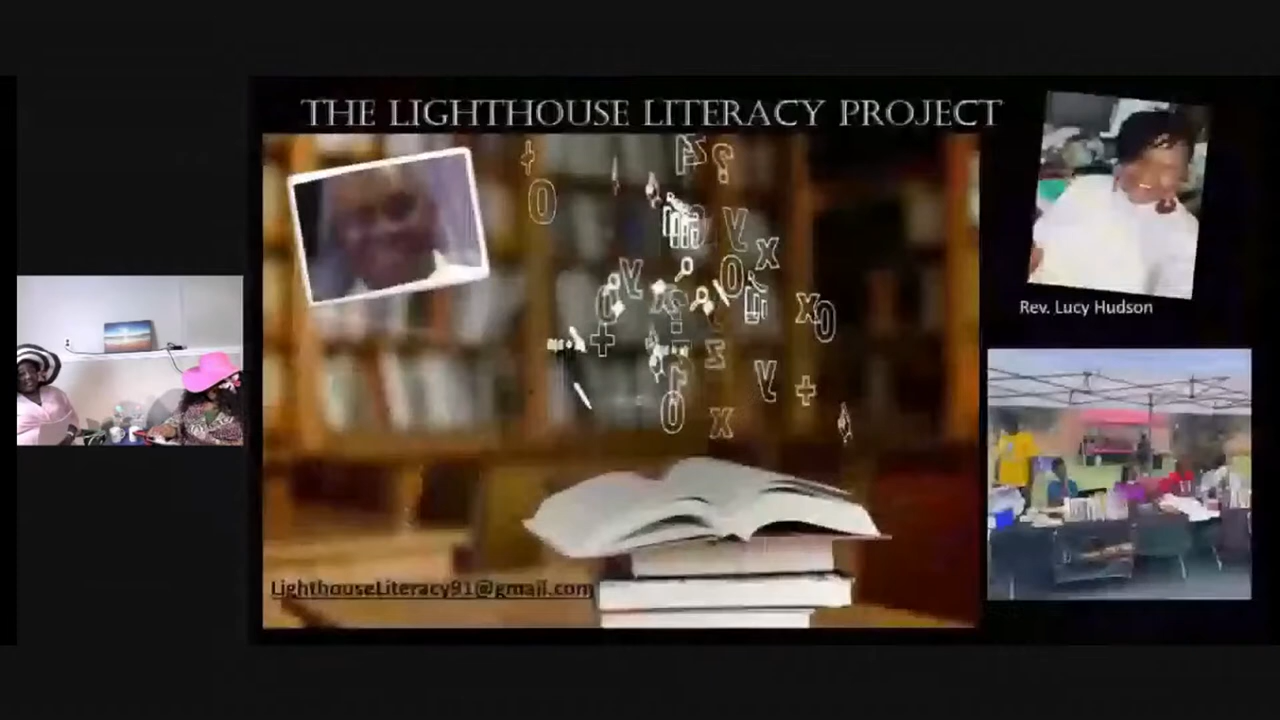 THE LIGHTHOUSE LITERACY PROJECT
Rev. Lucy Hudson
LighthouseLiteracy91@gmail.com